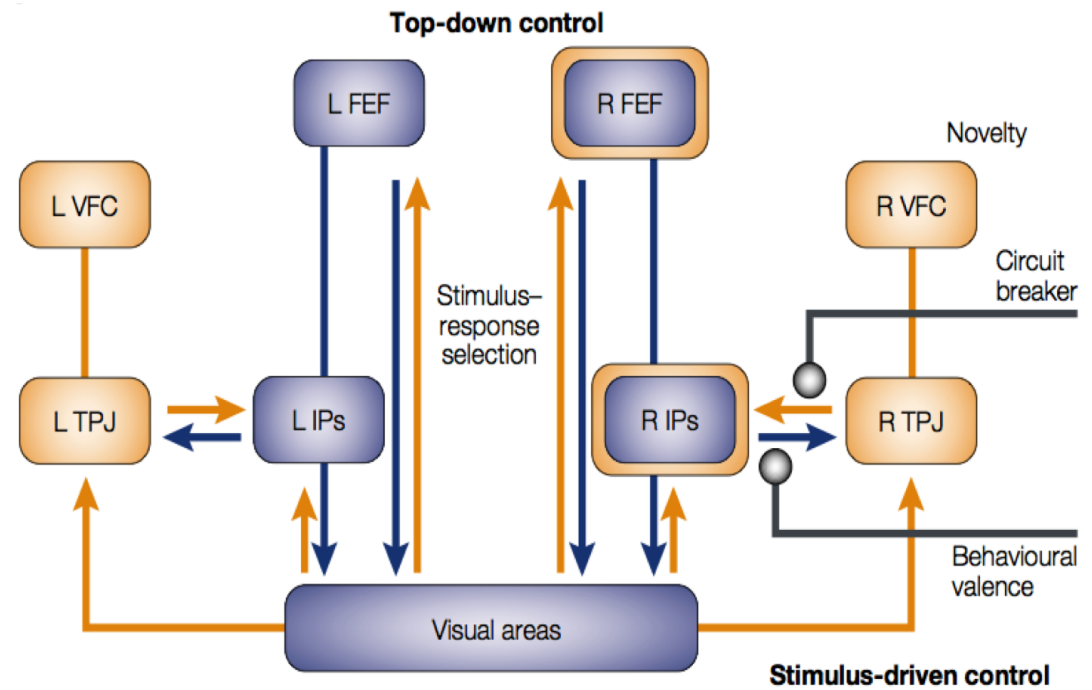 Top-down control
L FEF
R FEF
Novelty
L VFC
R VFC
Circuit
breaker
Stimulus–
response
selection
L TPJ
L IPs
R IPs
R TPJ
Behavioural
valence
Visual areas
Stimulus-driven control